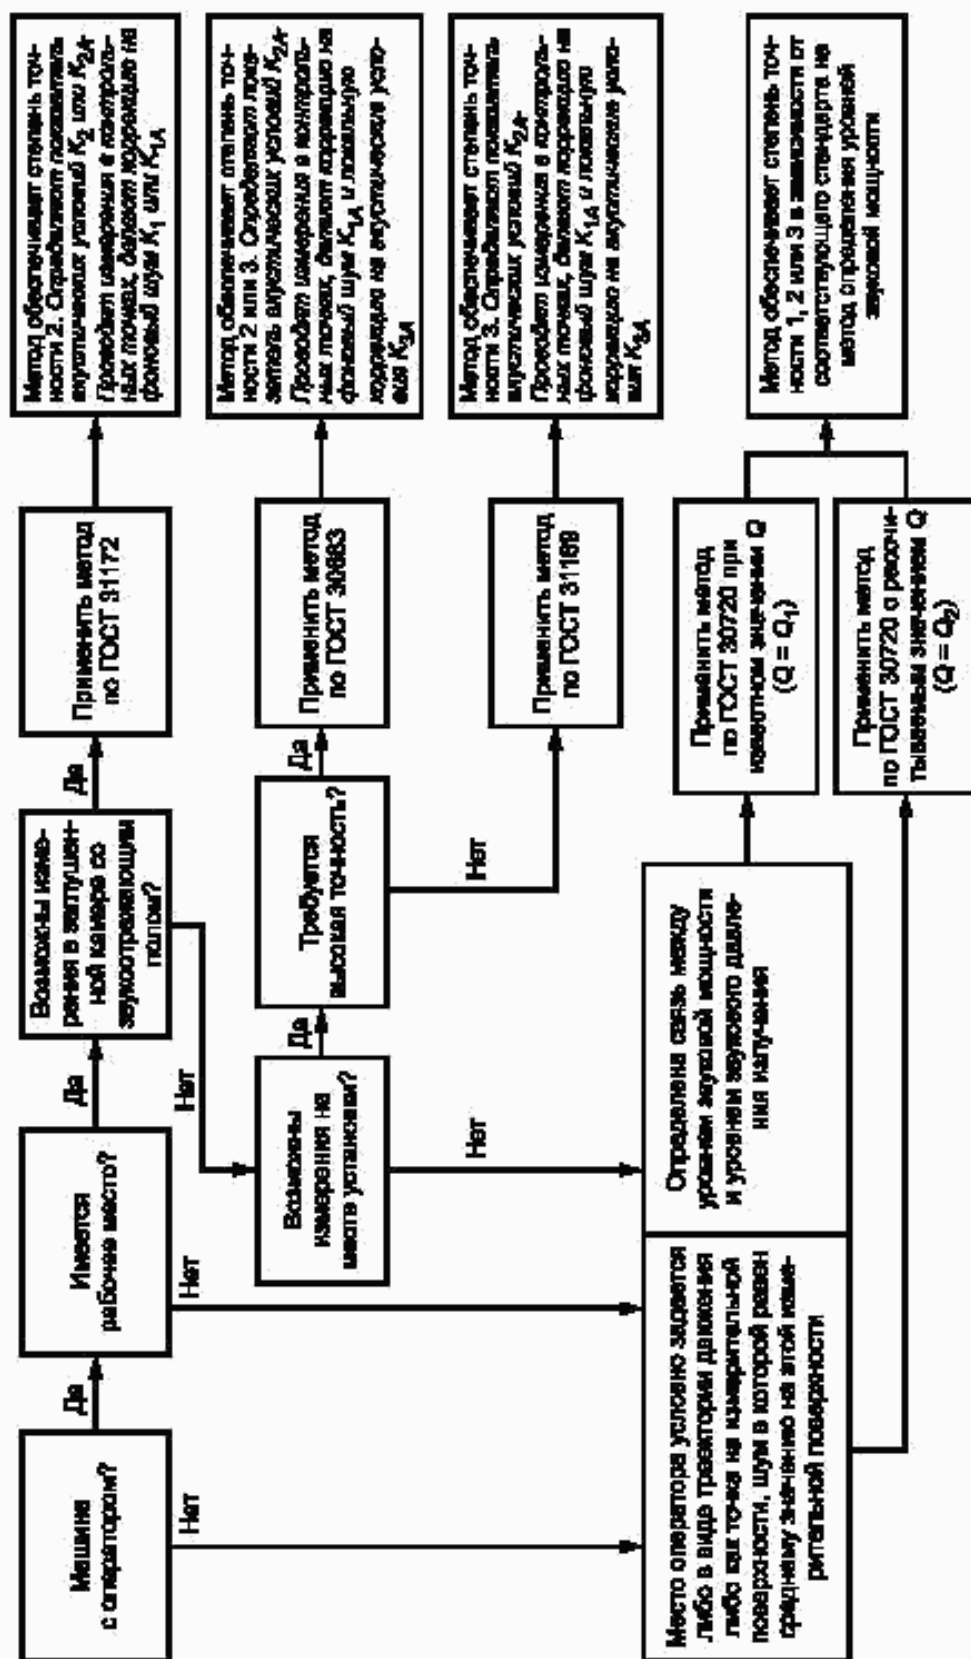 Машина
с оператором?
Да
Нет
Имеется
рабочее место?
Да
Нет
Возможны изме-
рения в заглушен-
ной камере со
звукоотражающим
полом?
Да
Нет
Применить метод
по ГОСТ 31172
Метод обеспечивает степень точ-
ности 2. Определяют показатель
акустических условий K2 или K2A.
Проводят измерения в контроль-
ных точках, делают коррекцию на
фоновый шум K1 или K1A
Возможны
измерения на
месте установки?
Да
Нет
Требуется
высокая точность?
Да
Нет
Применить метод
по ГОСТ 30683
Метод обеспечивает степень точ-
ности 2 или 3. Определяют пока-
затель акустических условий K2A.
Проводят измерения в контроль-
ных точках, делают коррекцию на
фоновый шум K1A и локальную
коррекцию на акустические усло-
вия K3A
Применить метод
по ГОСТ 31169
Метод обеспечивает степень точ-
ности 3. Определяют показатель
акустических условий K2A.
Проводят измерения в контроль-
ных точках, делают коррекцию на
фоновый шум K1A и локальную
коррекцию на акустические усло-
вия K3A
Место оператора условно задается
либо в виде траектории движения
либо как точка на измерительной
поверхности, шум в которой равен
среднему значению на этой изме-
рительной поверхности
Определена связь между
уровнем звуковой мощности
и уровнем звукового давле-
ния излучения
Применить метод
по ГОСТ 30720 при
известном значении Q
(Q = Q1)
Применить метод
по ГОСТ 30720 с рассчи-
тываемым значением Q
(Q = Q2)
Метод обеспечивает степень точ-
ности 1, 2 или 3 в зависимости от
соответствующего стандарта на
метод определения уровней
звуковой мощности